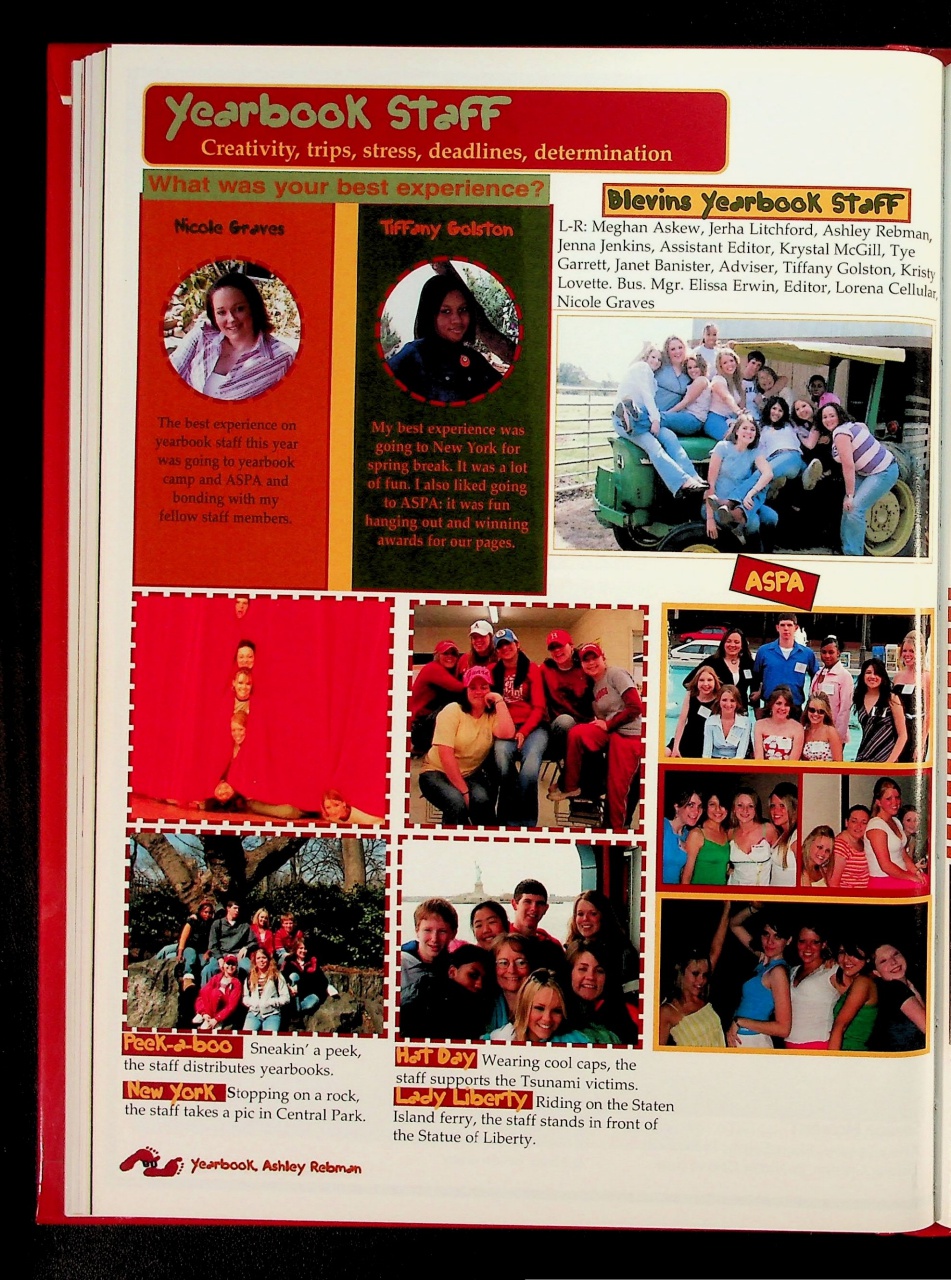 Yearbook Staff
Creativity, trips, stress, deadlines, determination
What was your best experience?
Nicole Graves
The best experience on
yearbook staff this year
was going to yearbook
camp and ASPA and
bonding with my
fellow staff members.
Tiffany Golston
My best experience was
going to New York for
spring break. It was a lot
of fun. I also liked going
to ASPA: it was fun
hanging out and winning
awards for our pages.
Blevins Yearbook Staff
L-R: Meghan Askew, Jerha Litchford, Ashley Rebman,
Jenna Jenkins, Assistant Editor, Krystal McGill, Tye
Garrett, Janet Banister, Adviser, Tiffany Golston, Kristy
Lovette. Bus. Mgr. Elissa Erwin, Editor, Lorena Cellular,
Nicole Graves
ASPA
Peek-a-boo Sneakin' a peek,
the staff distributes yearbooks.
New York Stopping on a rock,
the staff takes a pic in Central Park.
Hat Day Wearing cool caps, the
staff supports the Tsunami victims.
Lady Liberty Riding on the Staten
Island ferry, the staff stands in front of
the Statue of Liberty.
Yearbook, Ashley Rebman